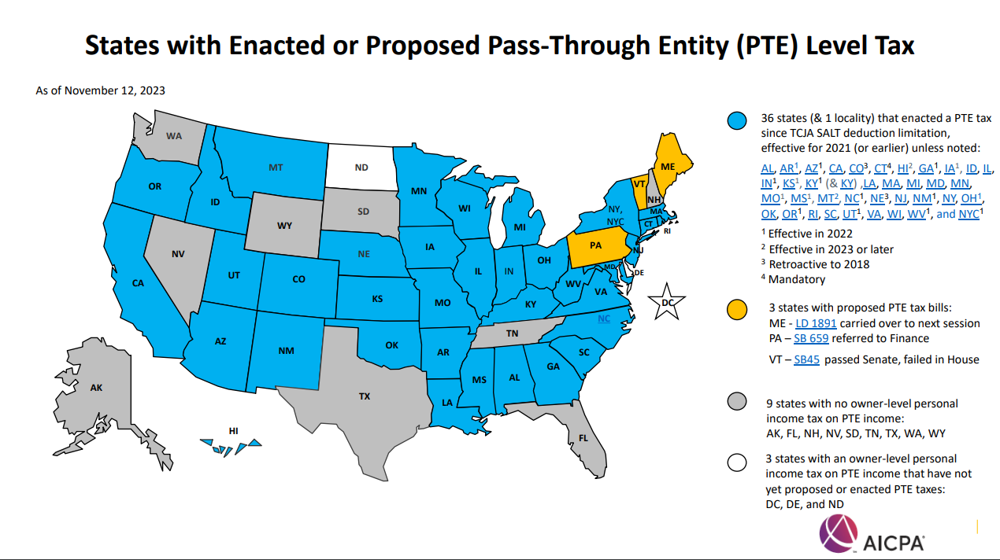 States with Enacted or Proposed Pass-Through Entity (PTE) Level Tax
As of November 12, 2023
WA
MT
ND
OR
ID
SD
WY
MN
WI
MI
NY,
NYC
VT
NH
ME
MA
CT
RI
NV
UT
CO
NE
IA
IL
IN
OH
PA
NJ
MD
DE
DC
CA
KS
MO
KY
WV
VA
AZ
NM
OK
AR
TN
NC
SC
TX
LA
MS
AL
GA
FL
AK
HI
36 states (& 1 locality) that enacted a PTE tax
since TCJA SALT deduction limitation,
effective for 2021 (or earlier) unless noted:
AL, AR¹, AZ¹, CA, CO³, CT⁴, HI², GA¹, IA¹, ID, IL,
IN¹, KS¹, KY¹ (& KY) ,LA, MA, MI, MD, MN,
MO¹, MS¹, MT², NC¹, NE³, NJ, NM¹, NY, OH¹,
OK, OR¹, RI, SC, UT¹, VA, WI, WV¹, and NYC¹
¹ Effective in 2022
² Effective in 2023 or later
³ Retroactive to 2018
⁴ Mandatory
3 states with proposed PTE tax bills:
ME - LD 1891 carried over to next session
PA – SB 659 referred to Finance
VT – SB45 passed Senate, failed in House
9 states with no owner-level personal
income tax on PTE income:
AK, FL, NH, NV, SD, TN, TX, WA, WY
3 states with an owner-level personal
income tax on PTE income that have not
yet proposed or enacted PTE taxes:
DC, DE, and ND
AICPA